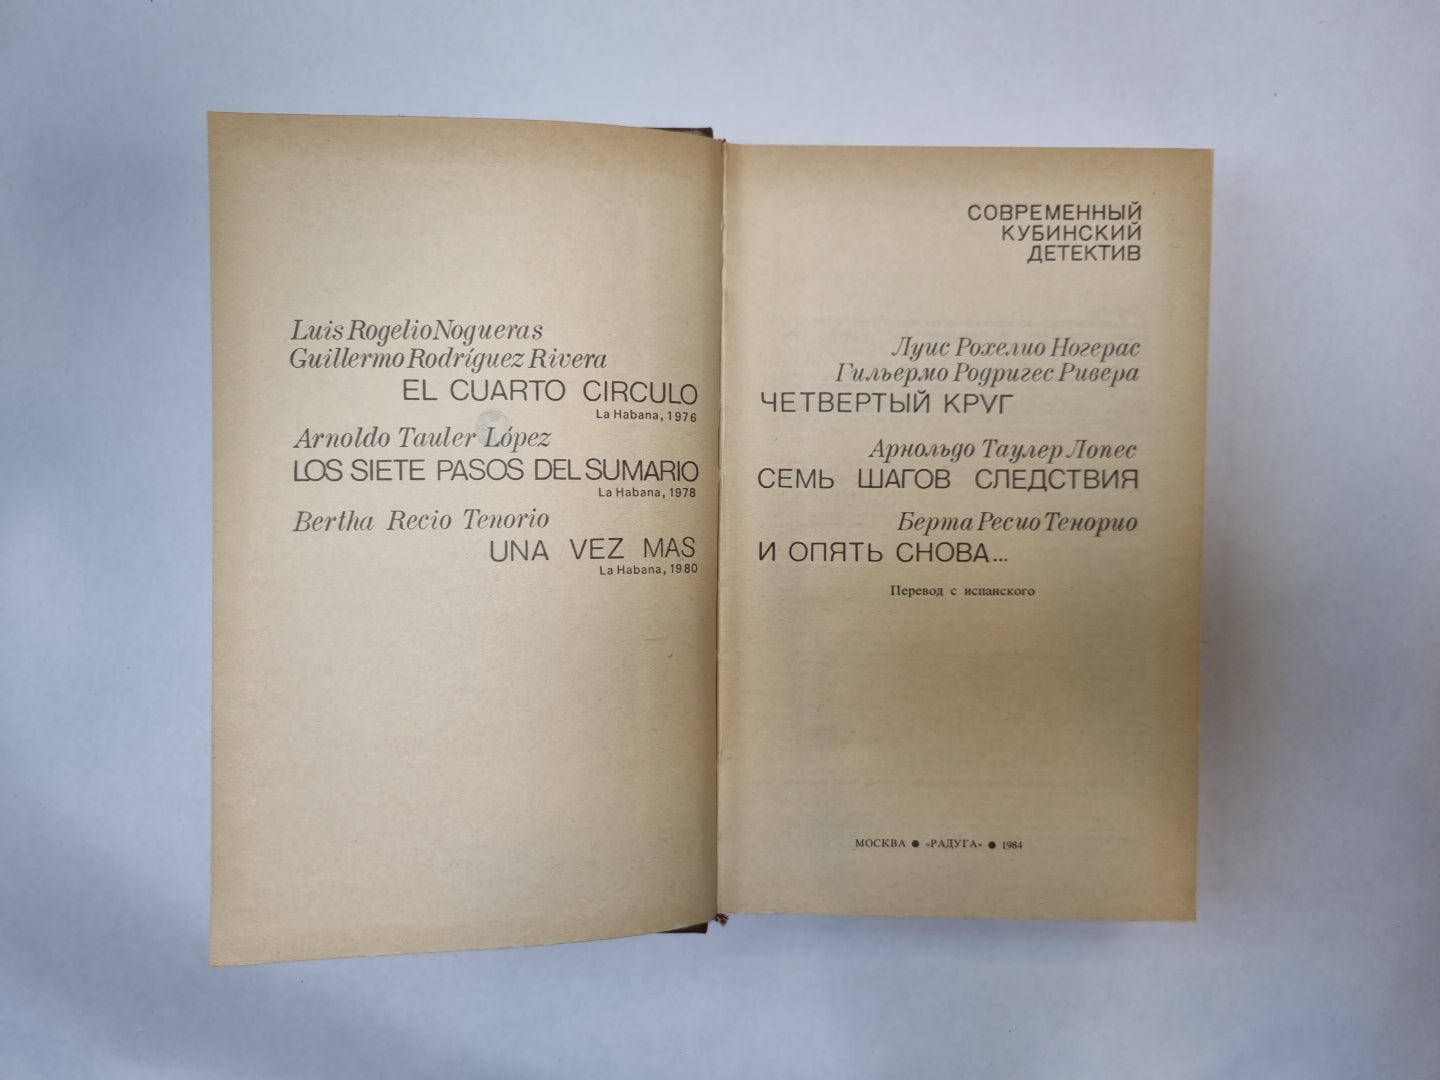 Luis Rogelio Nogueras
Guillermo Rodríguez Rivera
EL CUARTO CIRCULO
La Habana, 1976
Arnoldo Tauler López
LOS SIETE PASOS DEL SUMARIO
La Habana, 1978
Bertha Recio Tenorio
UNA VEZ MAS
La Habana, 1980
СОВРЕМЕННЫЙ
КУБИНСКИЙ
ДЕТЕКТИВ
Луис Рохелио Ногерас
Гильермо Родригес Ривера
ЧЕТВЕРТЫЙ КРУГ
Арнольдо Таулер Лопес
СЕМЬ ШАГОВ СЛЕДСТВИЯ
Берта Ресио Тенорио
И ОПЯТЬ СНОВА...
Перевод с испанского
МОСКВА ● «РАДУГА» ● 1984